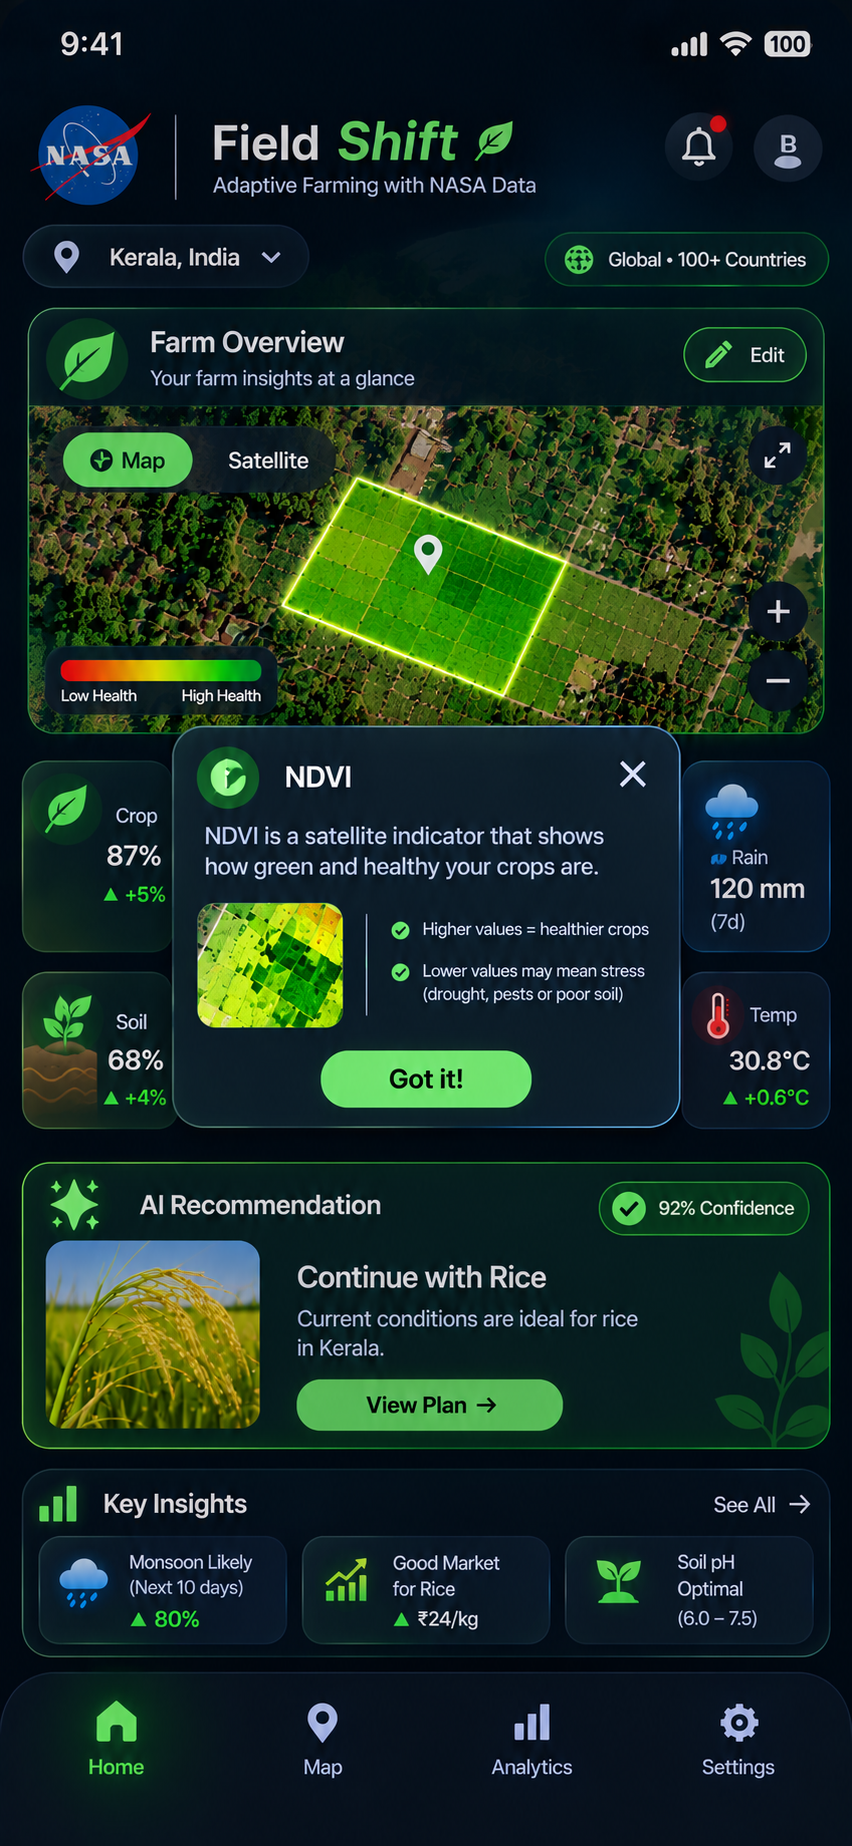 9:41
100
NASA
Field Shift
Adaptive Farming with NASA Data
B
Kerala, India
Global • 100+ Countries
Farm Overview
Your farm insights at a glance
Edit
Map
Satellite
Low Health
High Health
NDVI
NDVI is a satellite indicator that shows
how green and healthy your crops are.
Higher values = healthier crops
Lower values may mean stress
(drought, pests or poor soil)
Got it!
Crop
87%
▲ +5%
Rain
120 mm
(7d)
Soil
68%
▲ +4%
Temp
30.8°C
▲ +0.6°C
AI Recommendation
92% Confidence
Continue with Rice
Current conditions are ideal for rice
in Kerala.
View Plan →
Key Insights
See All →
Monsoon Likely
(Next 10 days)
▲ 80%
Good Market
for Rice
▲ ₹24/kg
Soil pH
Optimal
(6.0 – 7.5)
Home
Map
Analytics
Settings